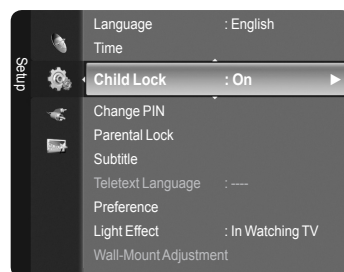 Setup
Language : English
Time
Child Lock : On
Change PIN
Parental Lock
Subtitle
Teletext Language : ----
Preference
Light Effect : In Watching TV
Wall-Mount Adjustment